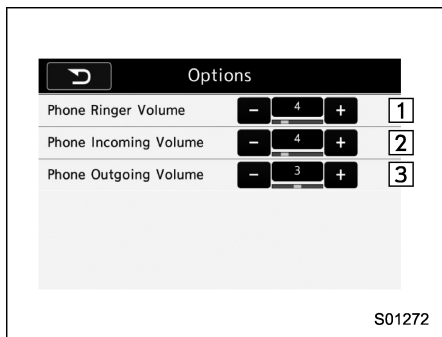 Options
Phone Ringer Volume - 4 + 1
Phone Incoming Volume - 4 + 2
Phone Outgoing Volume - 3 + 3
S01272